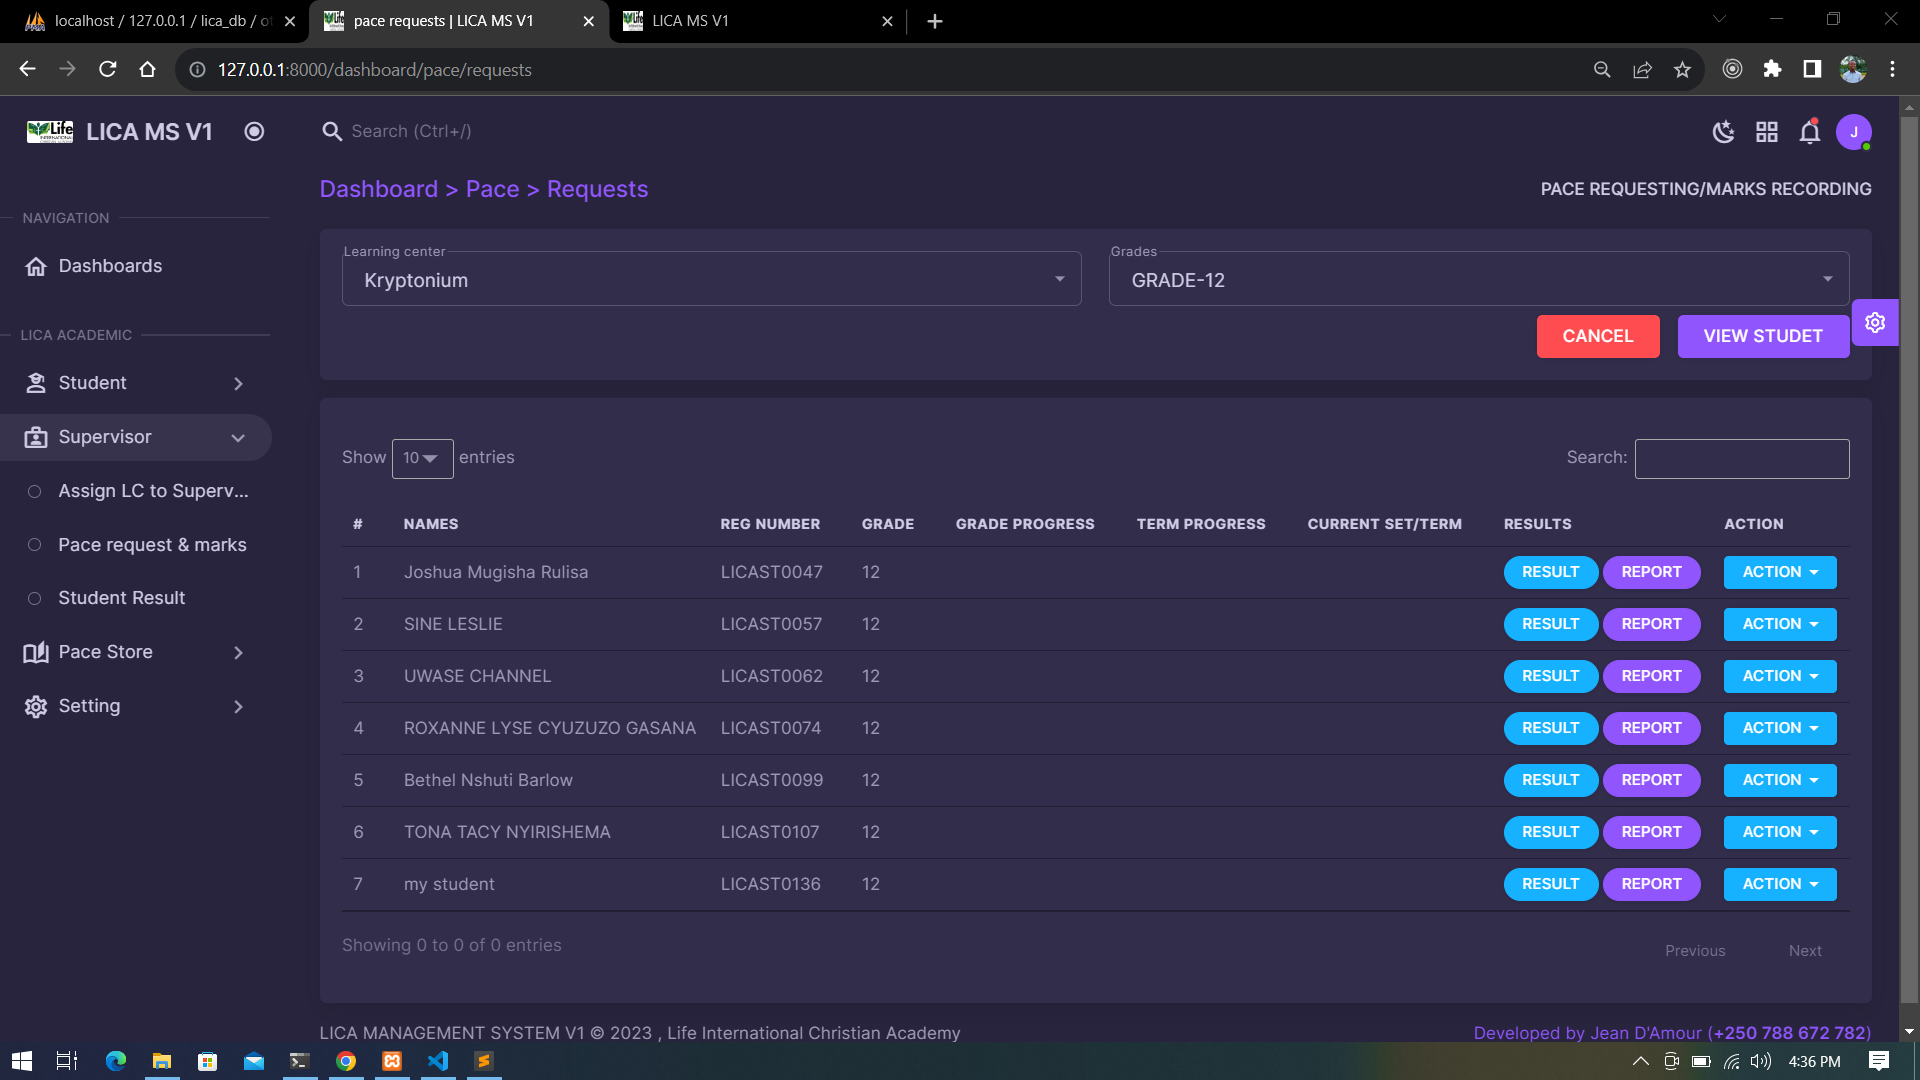 localhost / 127.0.0.1 / lica_db / ot
pace requests | LICA MS V1
LICA MS V1
127.0.0.1:8000/dashboard/pace/requests
Life
LICA MS V1
Search (Ctrl+/)
J
Dashboard > Pace > Requests
PACE REQUESTING/MARKS RECORDING
NAVIGATION
Dashboards
LICA ACADEMIC
Student
Supervisor
Assign LC to Superv...
Pace request & marks
Student Result
Pace Store
Setting
Learning center
Kryptonium
Grades
GRADE-12
CANCEL
VIEW STUDET
Show 10 entries
Search:
# NAMES REG NUMBER GRADE GRADE PROGRESS TERM PROGRESS CURRENT SET/TERM RESULTS ACTION
1 Joshua Mugisha Rulisa LICAST0047 12 RESULT REPORT ACTION
2 SINE LESLIE LICAST0057 12 RESULT REPORT ACTION
3 UWASE CHANNEL LICAST0062 12 RESULT REPORT ACTION
4 ROXANNE LYSE CYUZUZO GASANA LICAST0074 12 RESULT REPORT ACTION
5 Bethel Nshuti Barlow LICAST0099 12 RESULT REPORT ACTION
6 TONA TACY NYIRISHEMA LICAST0107 12 RESULT REPORT ACTION
7 my student LICAST0136 12 RESULT REPORT ACTION
Showing 0 to 0 of 0 entries
Previous
Next
LICA MANAGEMENT SYSTEM V1 © 2023 , Life International Christian Academy
Developed by Jean D'Amour (+250 788 672 782)
4:36 PM